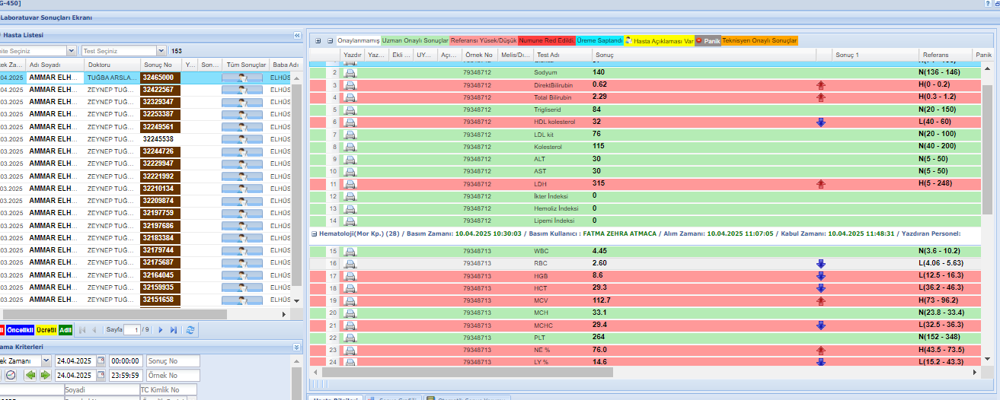 G-450]
Laboratuvar Sonuçları Ekranı
Hasta Listesi
Test Seçiniz 153
Adı Soyadı Doktoru Sonuç No Y... Son... Tüm Sonuçlar Baba Adı
04.2025 AMMAR ELH... TUĞBA ARSLA... 32465000 ELHÜS
04.2025 AMMAR ELH... ZEYNEP TUĞ... 32422567 ELHÜS
03.2025 AMMAR ELH... ZEYNEP TUĞ... 32329347 ELHÜS
03.2025 AMMAR ELH... ZEYNEP TUĞ... 32253387 ELHÜS
03.2025 AMMAR ELH... ZEYNEP TUĞ... 32249561 ELHÜS
03.2025 AMMAR ELH... ZEYNEP TUĞ... 32245538 ELHÜS
03.2025 AMMAR ELH... ZEYNEP TUĞ... 32244726 ELHÜS
03.2025 AMMAR ELH... ZEYNEP TUĞ... 32229947 ELHÜS
03.2025 AMMAR ELH... ZEYNEP TUĞ... 32221992 ELHÜS
03.2025 AMMAR ELH... ZEYNEP TUĞ... 32210134 ELHÜS
03.2025 AMMAR ELH... ZEYNEP TUĞ... 32209874 ELHÜS
03.2025 AMMAR ELH... ZEYNEP TUĞ... 32197759 ELHÜS
03.2025 AMMAR ELH... ZEYNEP TUĞ... 32197686 ELHÜS
03.2025 AMMAR ELH... ZEYNEP TUĞ... 32183384 ELHÜS
03.2025 AMMAR ELH... ZEYNEP TUĞ... 32179744 ELHÜS
03.2025 AMMAR ELH... ZEYNEP TUĞ... 32175687 ELHÜS
03.2025 AMMAR ELH... ZEYNEP TUĞ... 32164045 ELHÜS
03.2025 AMMAR ELH... ZEYNEP TUĞ... 32159935 ELHÜS
03.2025 AMMAR ELH... ZEYNEP TUĞ... 32151658 ELHÜS
Öncelikli Ücretli Adli Sayfa 1 / 9
ama Kriterleri
ek Zamanı 24.04.2025 00:00:00 Sonuç No
24.04.2025 23:59:59 Örnek No
Soyadi TC Kimlik No
Onaylanmamış Uzman Onaylı Sonuçlar Referansı Yüsek/Düşük Numune Red Edildi. Üreme Saptandı Hasta Açıklaması Var Panik Teknisyen Onaylı Sonuçlar
Yazdır Yaz... Ekli ... UY... Açı... Örnek No Melis/Dı... Test Adı Sonuç Sonuç 1 Referans Panik
2 79348712 Sodyum 140 N(136 - 146)
3 79348712 DirektBilirubin 0.62 H(0 - 0.2)
4 79348712 Total Bilirubin 2.29 H(0.3 - 1.2)
5 79348712 Trigliserid 84 N(20 - 150)
6 79348712 HDL kolesterol 32 L(40 - 60)
7 79348712 LDL kit 76 N(20 - 100)
8 79348712 Kolesterol 115 N(40 - 200)
9 79348712 ALT 30 N(5 - 50)
10 79348712 AST 30 N(5 - 50)
11 79348712 LDH 315 H(5 - 248)
12 79348712 İkter İndeksi 0
13 79348712 Hemoliz İndeksi 0
14 79348712 Lipemi İndeksi 0
Hematoloji(Mor Kp.) (28) / Basım Zamanı: 10.04.2025 10:30:03 / Basım Kullanıcı : FATMA ZEHRA ATMACA / Alım Zamanı: 10.04.2025 11:07:05 / Kabul Zamanı: 10.04.2025 11:48:31 / Yazdıran Personel:
15 79348713 WBC 4.45 N(3.6 - 10.2)
16 79348713 RBC 2.60 L(4.06 - 5.63)
17 79348713 HGB 8.6 L(12.5 - 16.3)
18 79348713 HCT 29.3 L(36.2 - 46.3)
19 79348713 MCV 112.7 H(73 - 96.2)
20 79348713 MCH 33.1 N(23.8 - 33.4)
21 79348713 MCHC 29.4 L(32.5 - 36.3)
22 79348713 PLT 264 N(152 - 348)
23 79348713 NE % 76.0 H(43.5 - 73.5)
24 79348713 LY % 14.6 L(15.2 - 43.3)